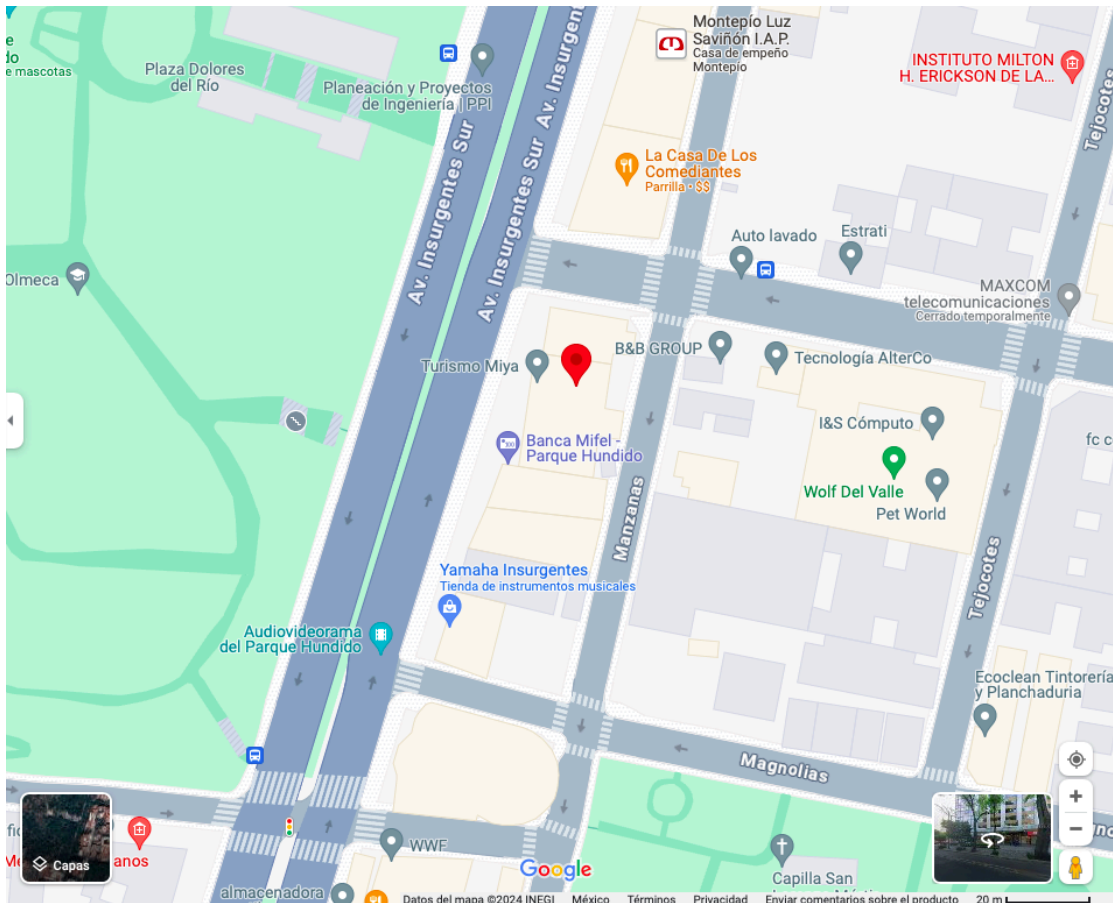 e
do
e mascotas
Plaza Dolores
del Río
Planeación y Proyectos
de Ingeniería | PPI
Av. Insurgentes Sur
Av. Insurgentes Sur
Av. Insurgent
Montepío Luz
Saviñón I.A.P.
Casa de empeño
Montepio
INSTITUTO MILTON
H. ERICKSON DE LA...
Tejocotes
La Casa De Los
Comediantes
Parrilla • $$
Auto lavado
Estrati
Olmeca
MAXCOM
telecomunicaciones
Cerrado temporalmente
Turismo Miya
B&B GROUP
Tecnología AlterCo
I&S Cómputo
fc c
Banca Mifel -
Parque Hundido
Wolf Del Valle
Pet World
Manzanas
Tejocotes
Yamaha Insurgentes
Tienda de instrumentos musicales
Audiovideorama
del Parque Hundido
Ecoclean Tintorería
y Planchaduria
Magnolias
Capas
anos
WWF
Google
Capilla San
almacenadora
Datos del mapa ©2024 INEGI
México
Términos
Privacidad
Enviar comentarios sobre el producto
20 m